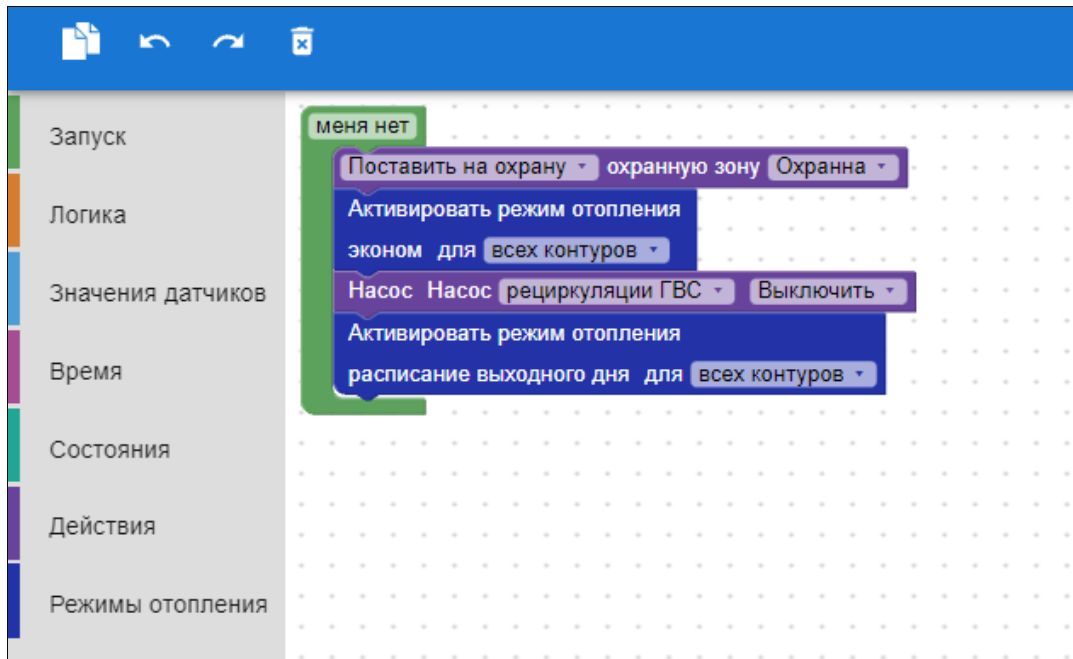 Запуск
Логика
Значения датчиков
Время
Состояния
Действия
Режимы отопления
меня нет
Поставить на охрану охранную зону Охранна
Активировать режим отопления
эконом для всех контуров
Насос Насос рециркуляции ГВС Выключить
Активировать режим отопления
расписание выходного дня для всех контуров